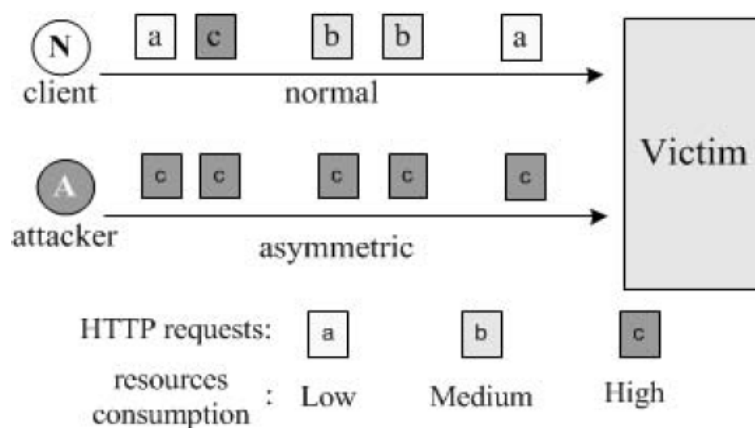 N a c b b a
client normal
Victim
A c c c c c
attacker asymmetric
HTTP requests: a b c
resources
consumption : Low Medium High